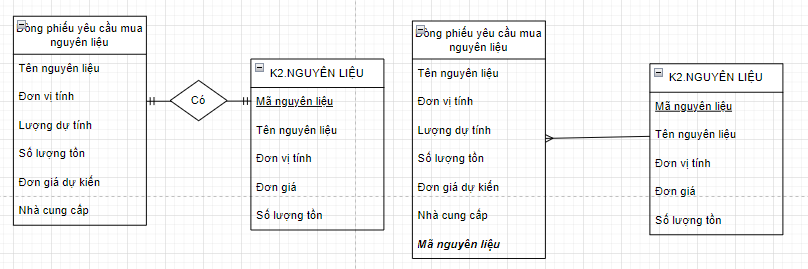 Dòng phiếu yêu cầu mua
nguyên liệu
Tên nguyên liệu
Đơn vị tính
Lượng dự tính
Số lượng tồn
Đơn giá dự kiến
Nhà cung cấp
Có
K2.NGUYÊN LIỆU
Mã nguyên liệu
Tên nguyên liệu
Đơn vị tính
Đơn giá
Số lượng tồn
Dòng phiếu yêu cầu mua
nguyên liệu
Tên nguyên liệu
Đơn vị tính
Lượng dự tính
Số lượng tồn
Đơn giá dự kiến
Nhà cung cấp
Mã nguyên liệu
K2.NGUYÊN LIỆU
Mã nguyên liệu
Tên nguyên liệu
Đơn vị tính
Đơn giá
Số lượng tồn